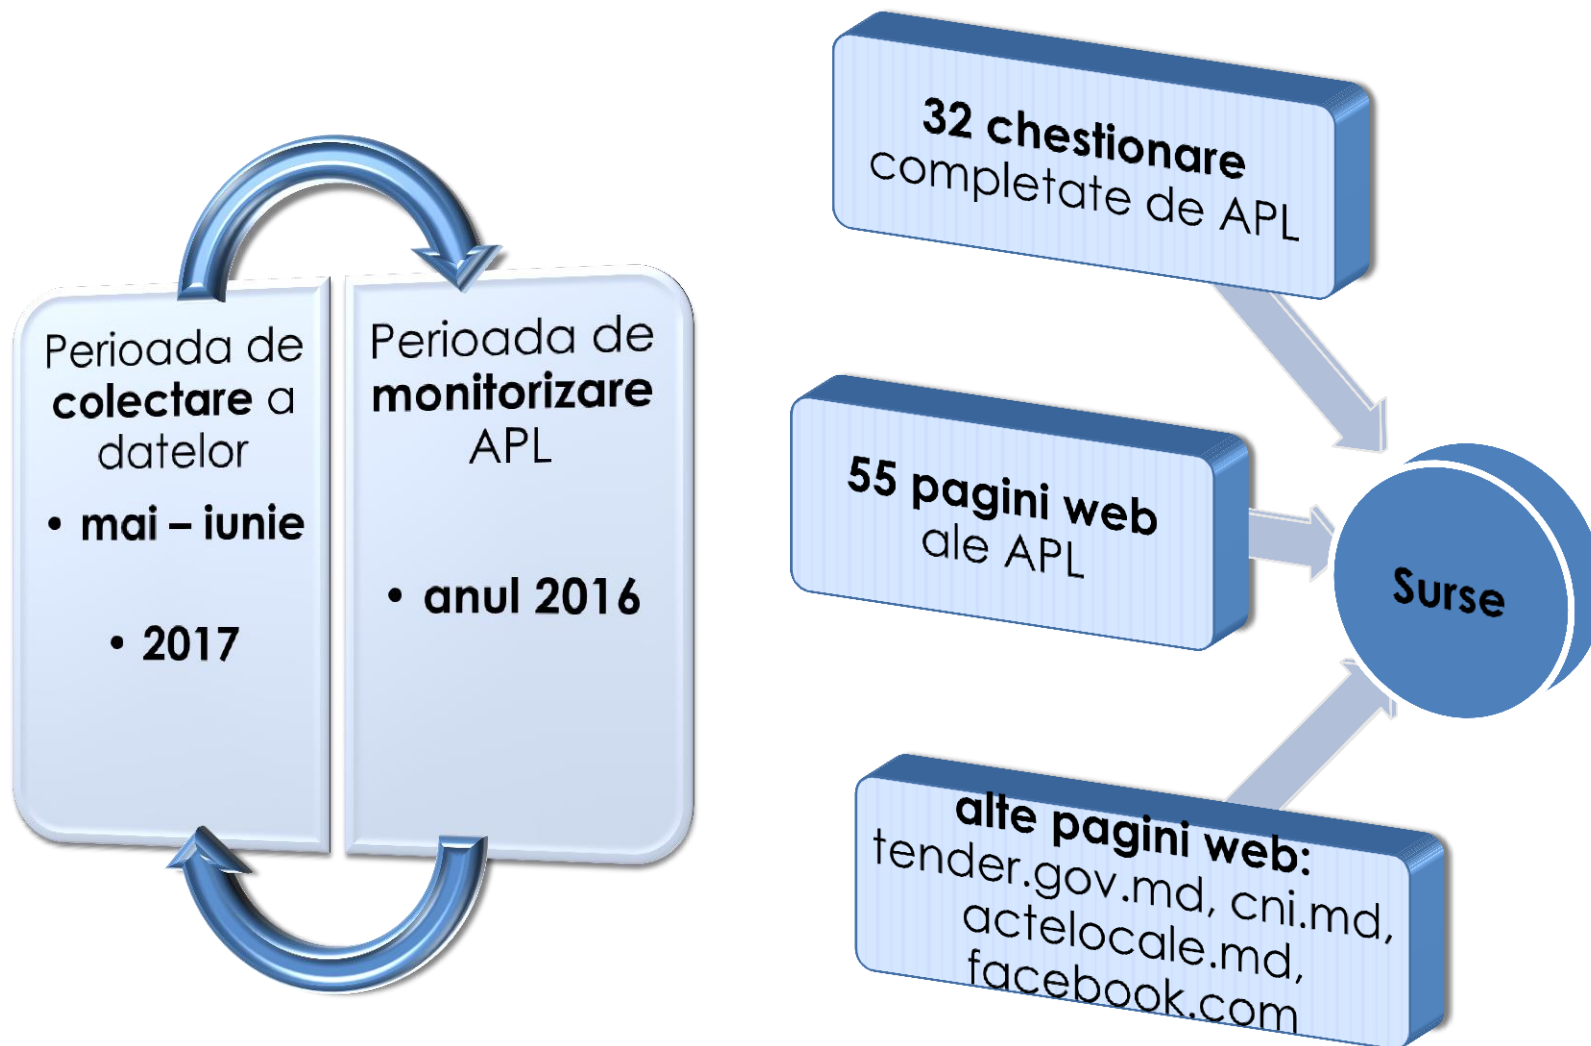 Perioada de
colectare a
datelor
• mai – iunie
• 2017
Perioada de
monitorizare
APL
• anul 2016
32 chestionare
completate de APL
55 pagini web
ale APL
alte pagini web:
tender.gov.md, cni.md,
actelocale.md,
facebook.com
Surse